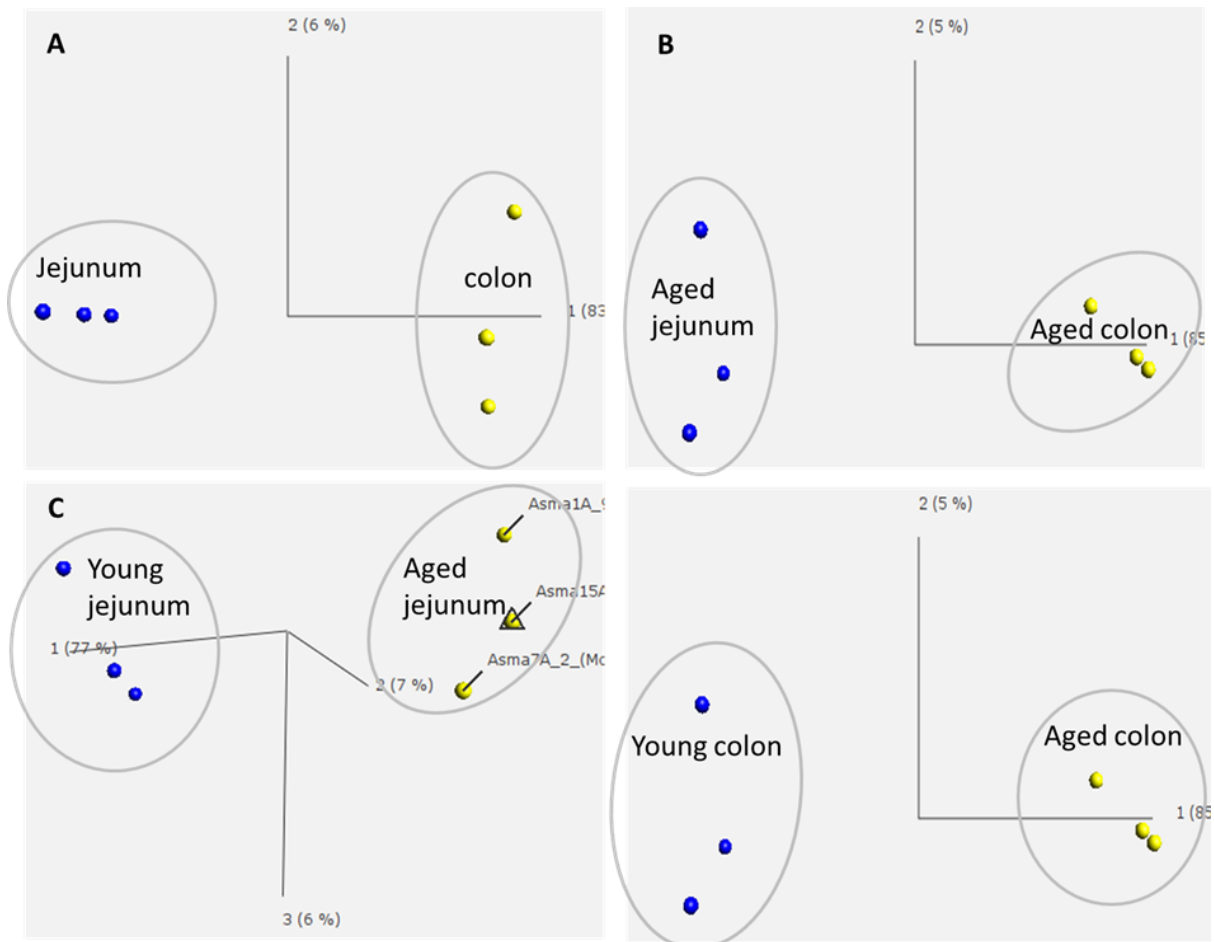 A
2 (6 %)
Jejunum
colon
1 (83
B
2 (5 %)
Aged
jejunum
Aged colon
1 (85
C
Young
jejunum
1 (77 %)
Aged
jejunum
Asma1A_9
Asma15A
Asma7A_2_(Mo
2 (7 %)
3 (6 %)
2 (5 %)
Young colon
Aged colon
1 (85